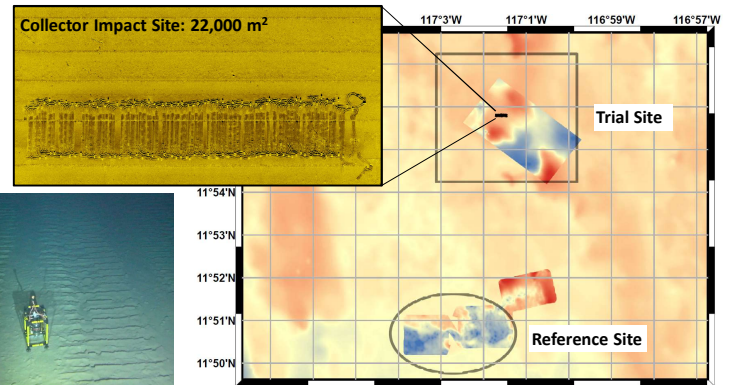 Collector Impact Site: 22,000 m²
117°3'W 117°1'W 116°59'W 116°57'W
Trial Site
11°54'N
11°53'N
11°52'N
11°51'N
Reference Site
11°50'N